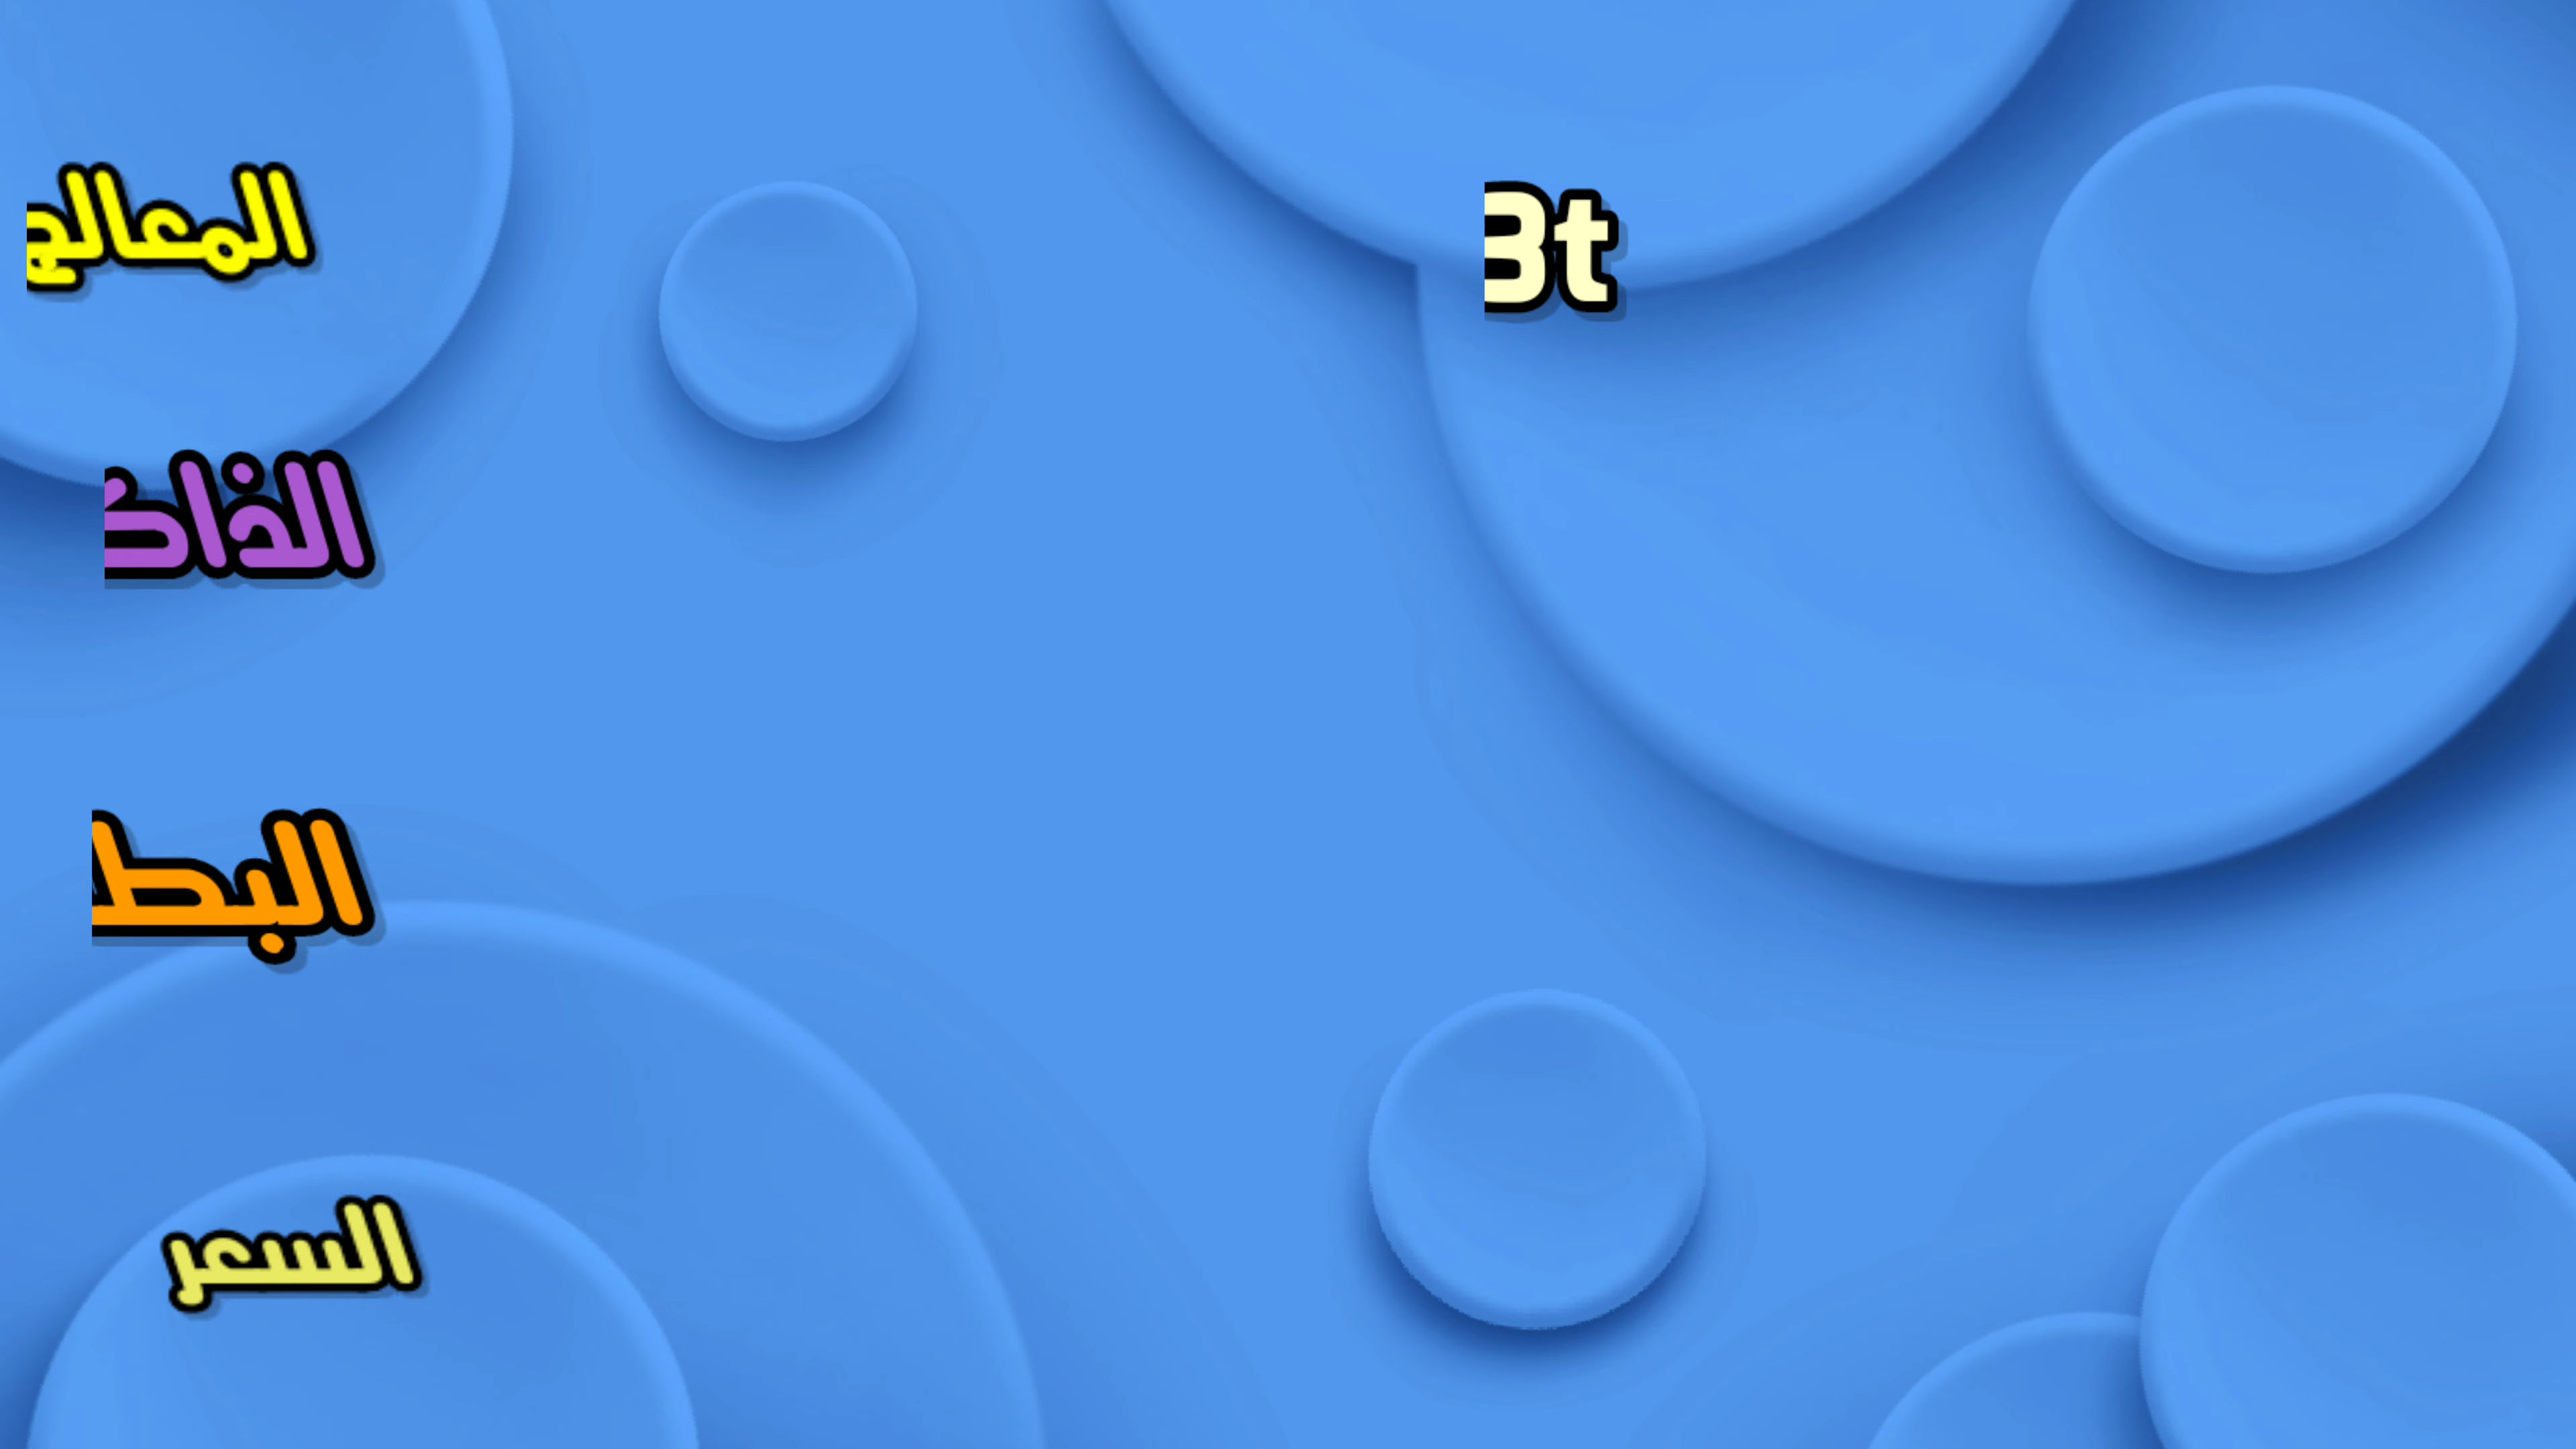 المعالج
3t
الذاك
البط
السعر